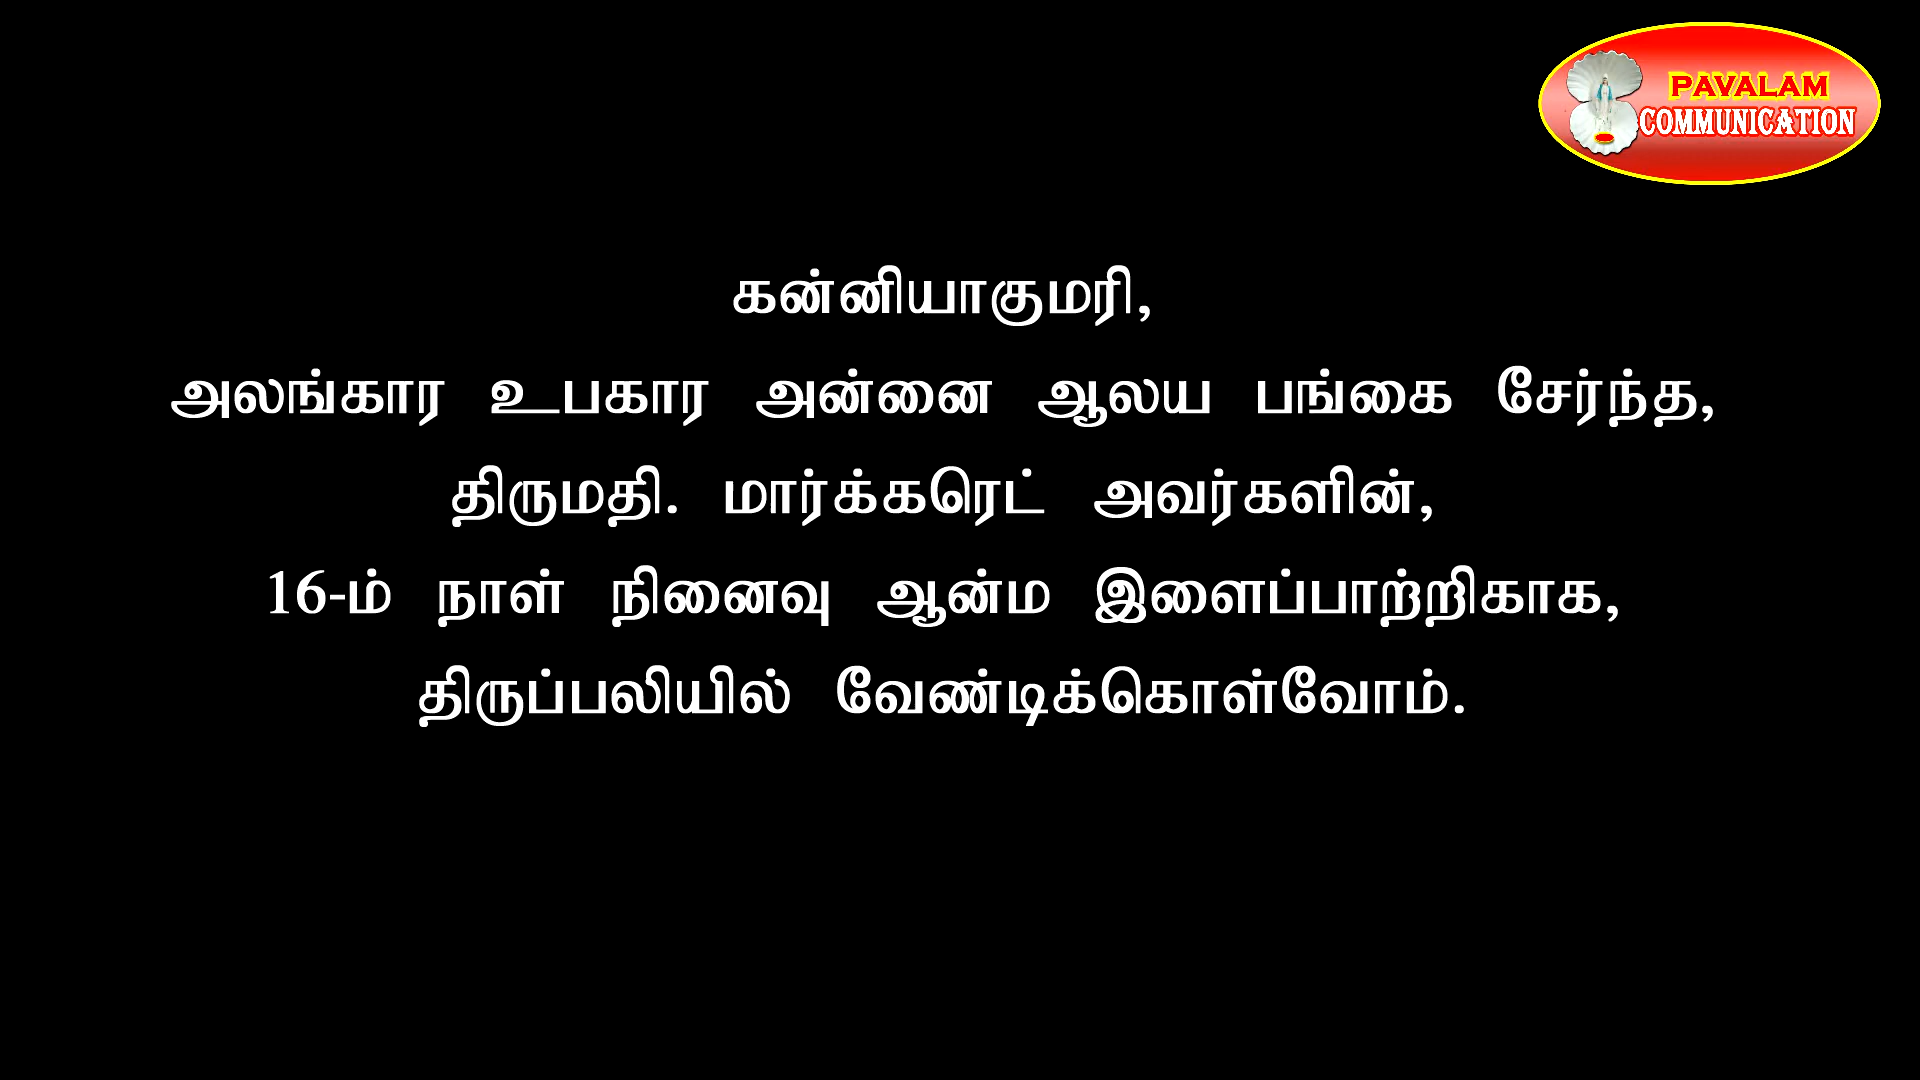 PAVALAM
COMMUNICATION
கன்னியாகுமரி,
அலங்கார உபகார அன்னை ஆலய பங்கை சேர்ந்த,
திருமதி. மார்க்கரெட் அவர்களின்,
16-ம் நாள் நினைவு ஆன்ம இளைப்பாற்றிகாக,
திருப்பலியில் வேண்டிக்கொள்வோம்.